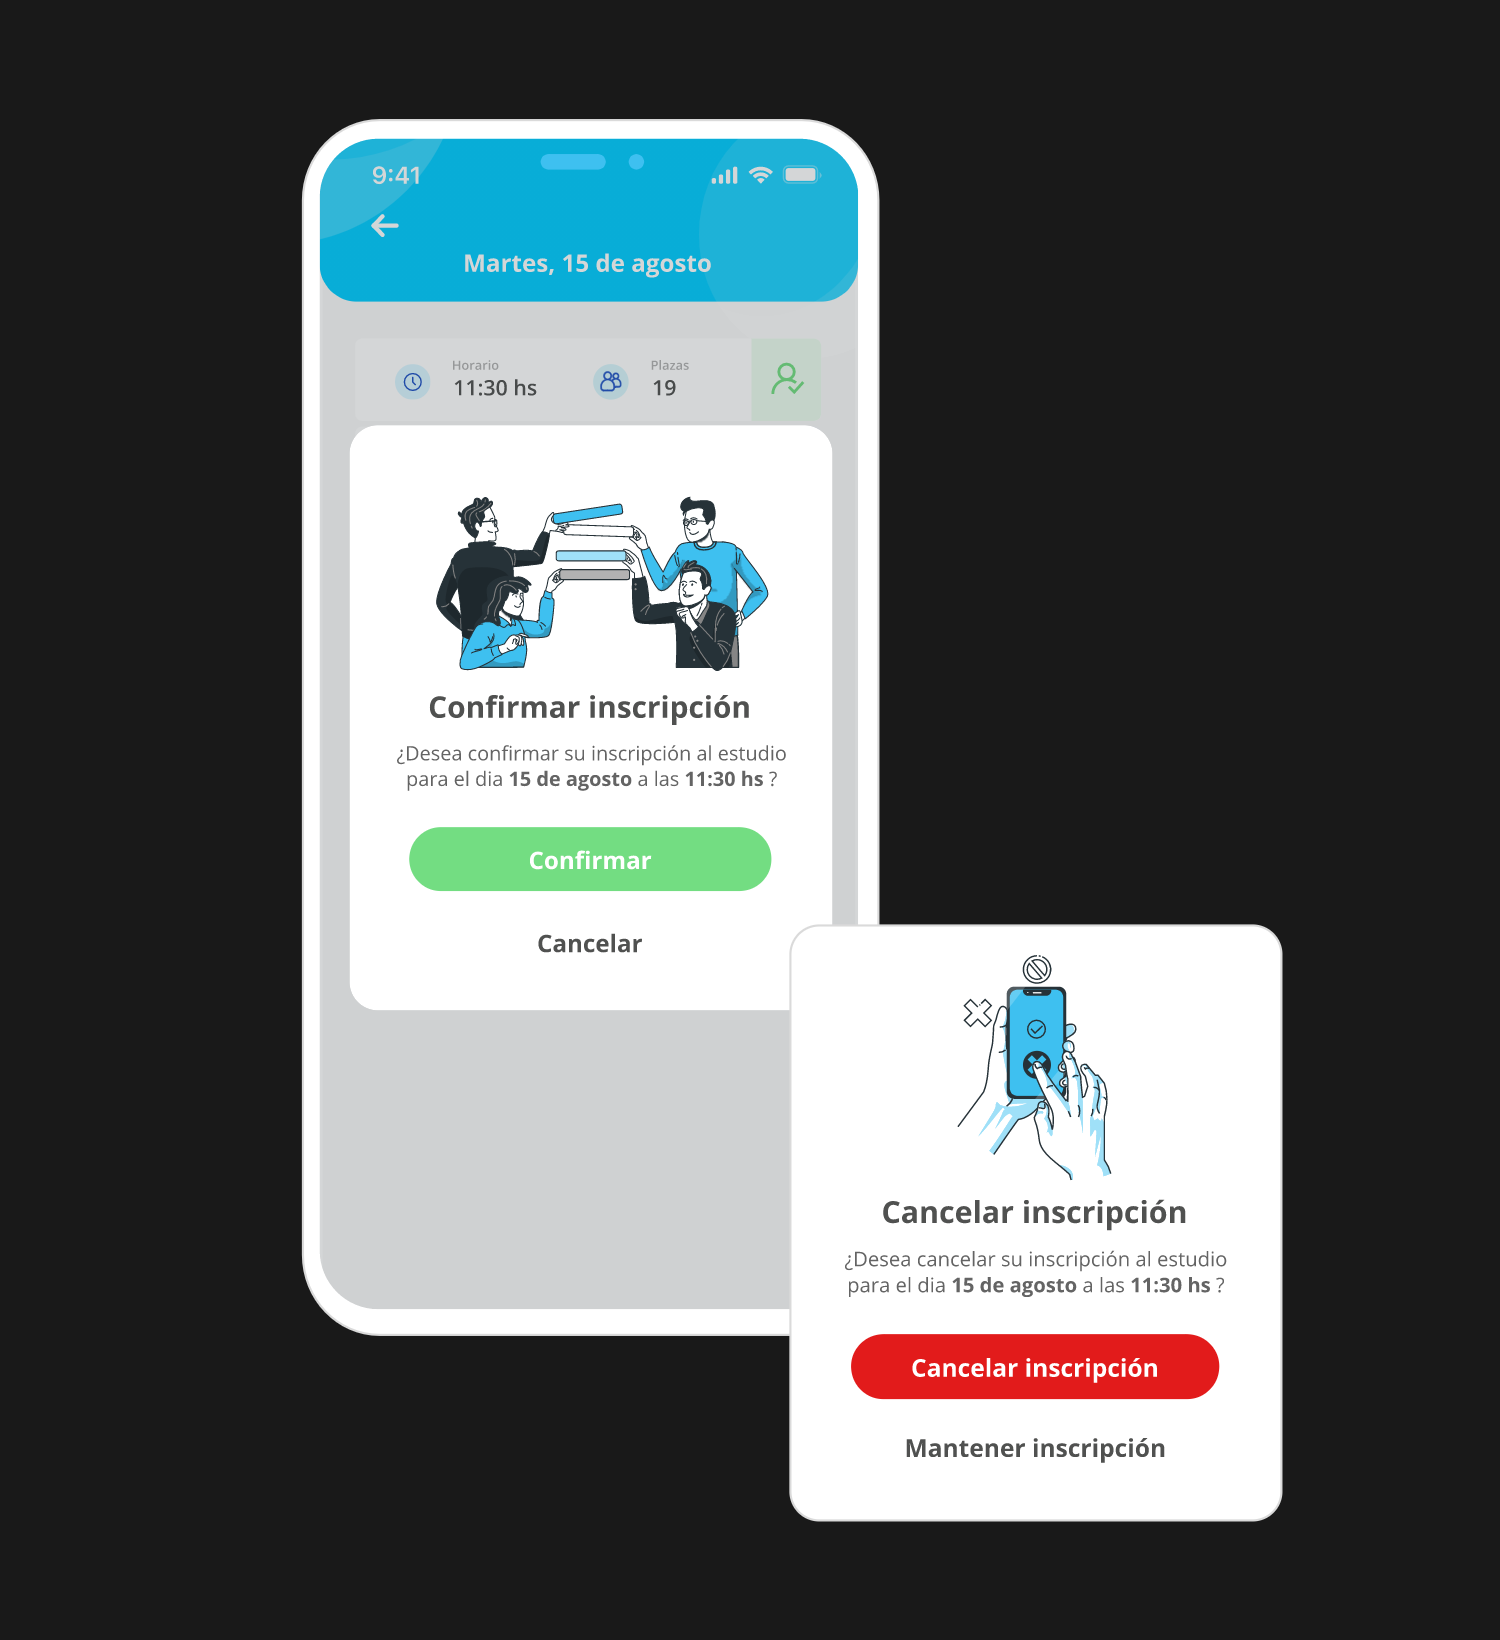 9:41
Martes, 15 de agosto
Horario
11:30 hs
Plazas
19
Confirmar inscripción
¿Desea confirmar su inscripción al estudio
para el dia 15 de agosto a las 11:30 hs ?
Confirmar
Cancelar
Cancelar inscripción
¿Desea cancelar su inscripción al estudio
para el dia 15 de agosto a las 11:30 hs ?
Cancelar inscripción
Mantener inscripción